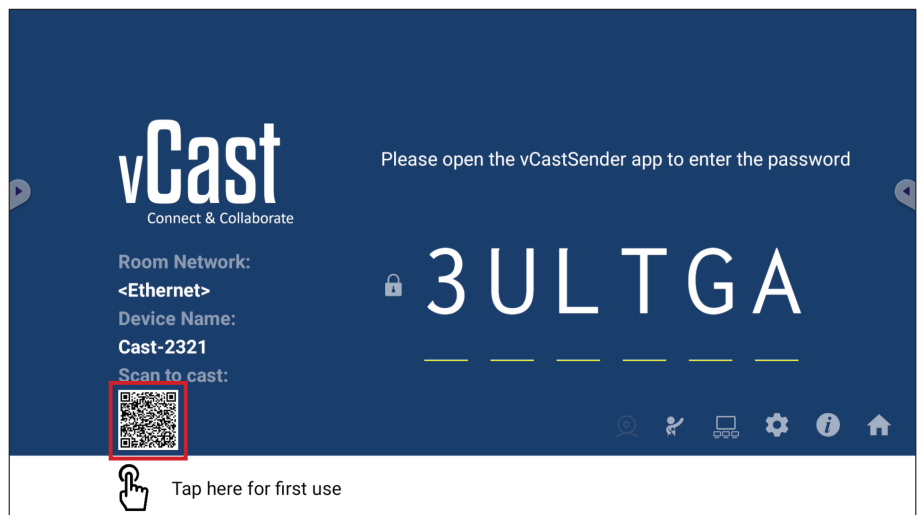 vCast
Connect & Collaborate
Please open the vCastSender app to enter the password
Room Network:
<Ethernet>
Device Name:
Cast-2321
Scan to cast:
3ULTGA
Tap here for first use